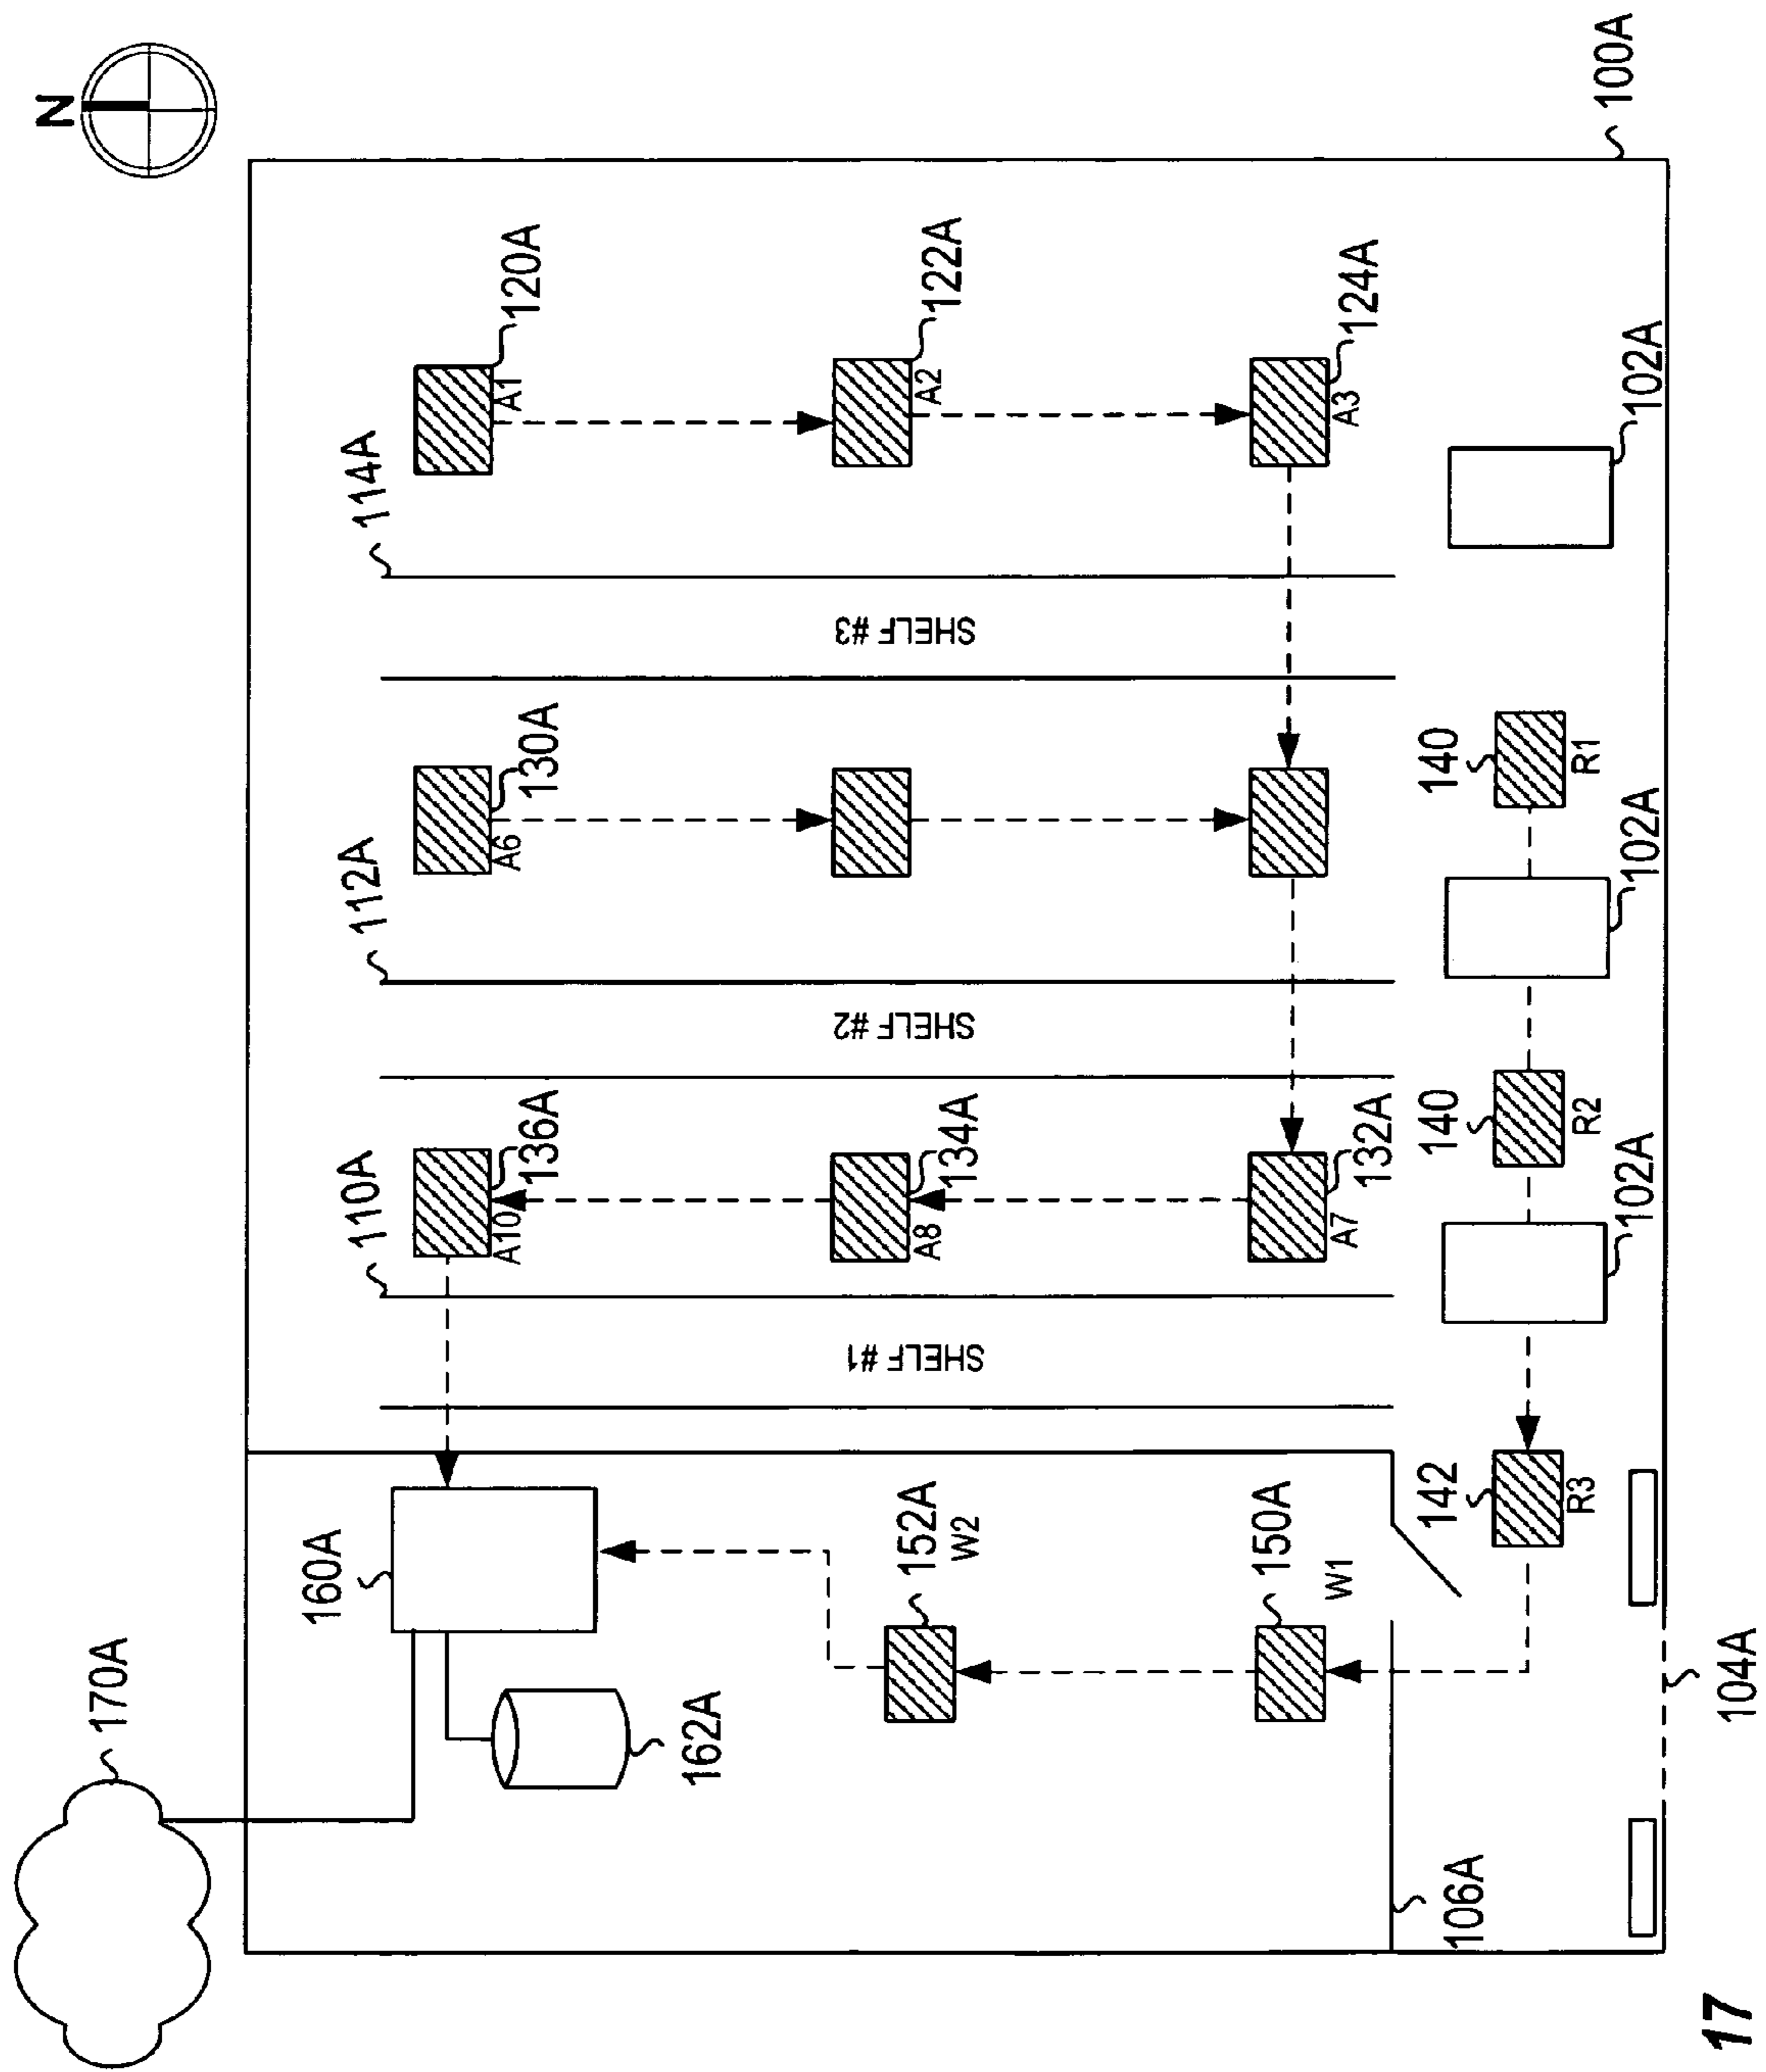 N
100A
120A
A1
122A
A2
124A
A3
102A
114A
SHELF #3
130A
A6
140
R1
102A
112A
SHELF #2
136A
A10
134A
A8
132A
A7
140
R2
102A
110A
SHELF #1
160A
152A
W2
150A
W1
142
R3
170A
162A
106A
104A
17